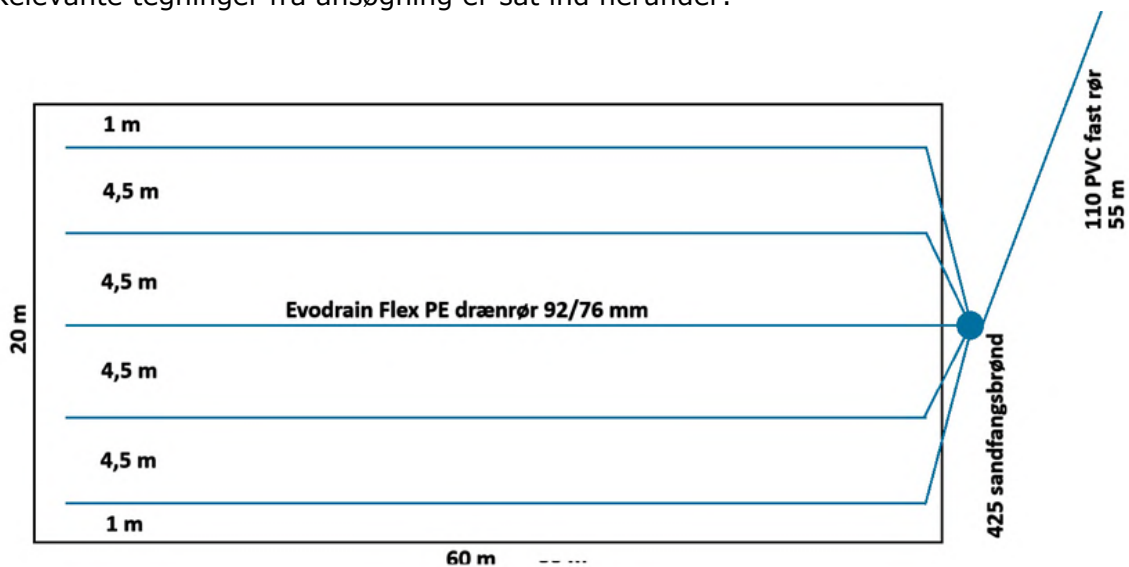 Relevante tegninger fra ansøgning er sat ind herunder:
1 m
4,5 m
4,5 m
Evodrain Flex PE drænrør 92/76 mm
4,5 m
4,5 m
1 m
20 m
60 m
425 sandfangsbrønd
110 PVC fast rør
55 m